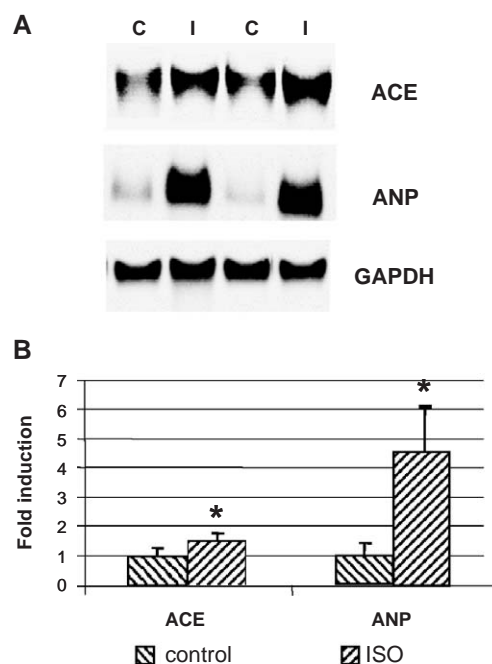 A
C I C I
ACE
ANP
GAPDH
B
Fold induction
7
6
5
4
3
2
1
0
*
*
ACE ANP
control ISO